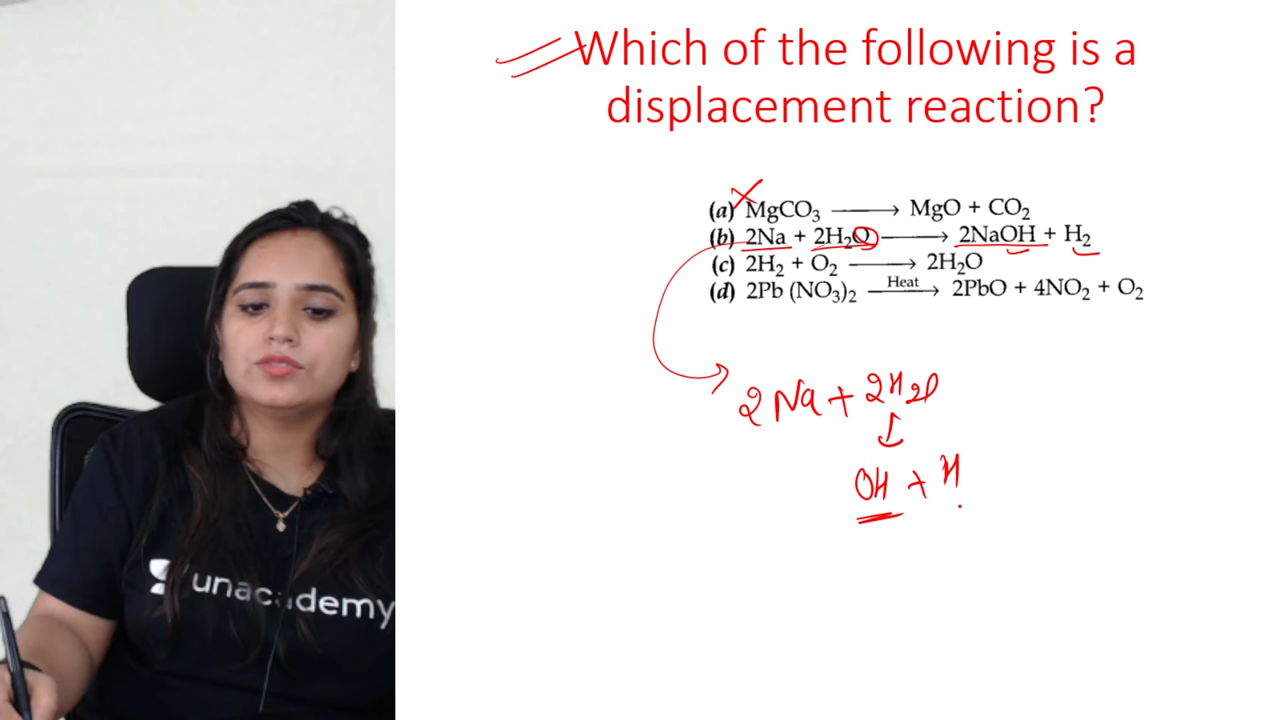 Which of the following is a
displacement reaction?
(a) MgCO₃ ⟶ MgO + CO₂
(b) 2Na + 2H₂O ⟶ 2NaOH + H₂
(c) 2H₂ + O₂ ⟶ 2H₂O
(d) 2Pb (NO₃)₂ —Heat→ 2PbO + 4NO₂ + O₂
2Na + 2H₂O
OH + H
unacademy